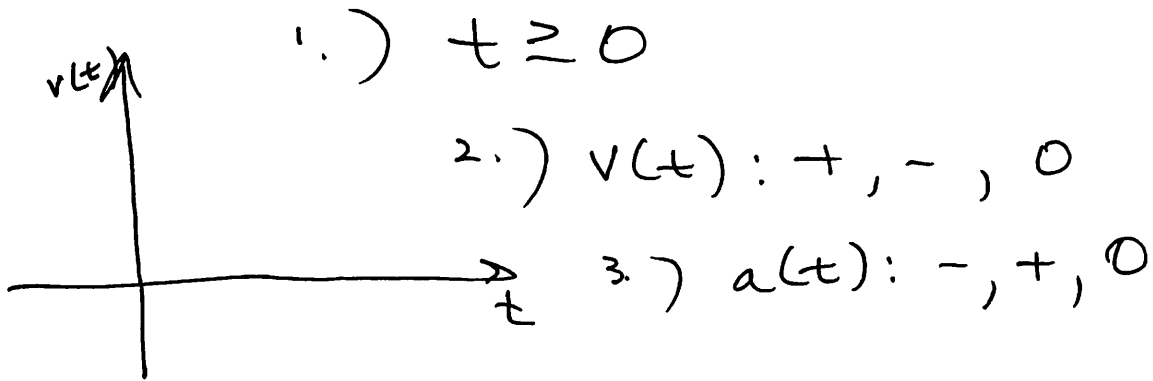 1.) t ≥ 0
v(t)
2.) v(t): +, -, 0
3.) a(t): -, +, 0
t